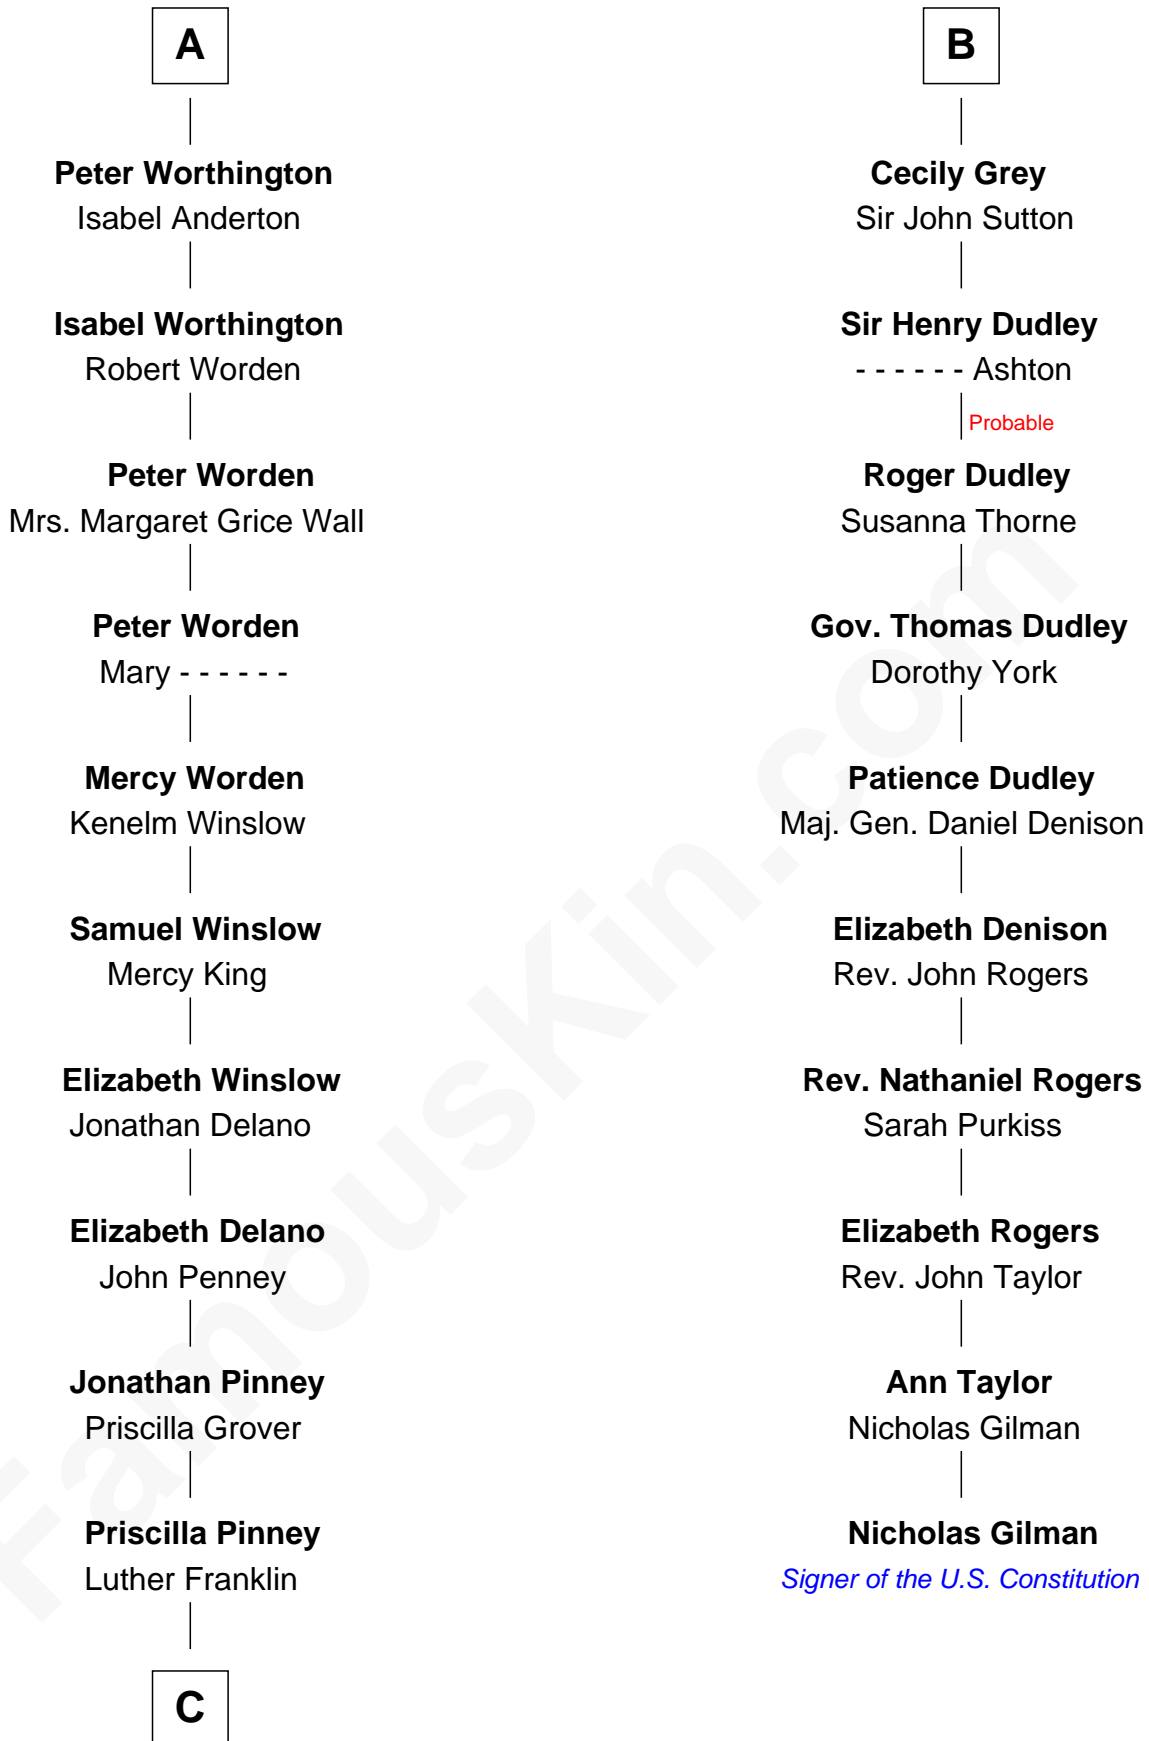 A
Peter Worthington
Isabel Anderton
Isabel Worthington
Robert Worden
Peter Worden
Mrs. Margaret Grice Wall
Peter Worden
Mary - - - - - -
Mercy Worden
Kenelm Winslow
Samuel Winslow
Mercy King
Elizabeth Winslow
Jonathan Delano
Elizabeth Delano
John Penney
Jonathan Pinney
Priscilla Grover
Priscilla Pinney
Luther Franklin
C
B
Cecily Grey
Sir John Sutton
Sir Henry Dudley
- - - - - - Ashton
Probable
Roger Dudley
Susanna Thorne
Gov. Thomas Dudley
Dorothy York
Patience Dudley
Maj. Gen. Daniel Denison
Elizabeth Denison
Rev. John Rogers
Rev. Nathaniel Rogers
Sarah Purkiss
Elizabeth Rogers
Rev. John Taylor
Ann Taylor
Nicholas Gilman
Nicholas Gilman
Signer of the U.S. Constitution
FamousKin.com